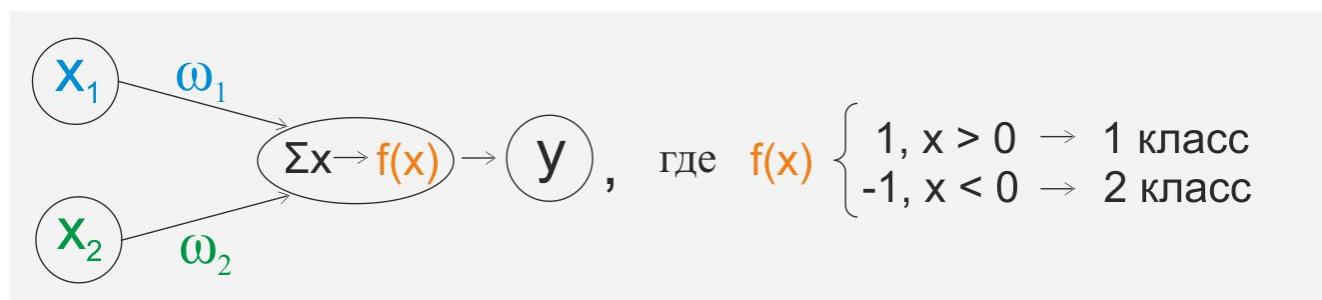 x₁ ω₁
Σx → f(x) → y , где f(x) { 1, x > 0 → 1 класс
-1, x < 0 → 2 класс
x₂ ω₂